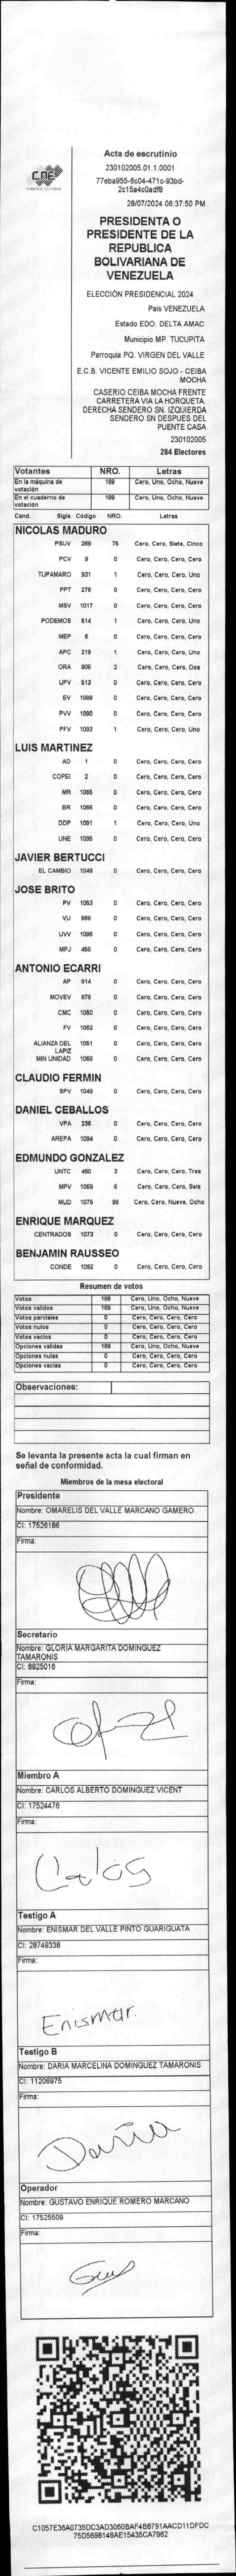 CNE
Acta de escrutinio
230102005.01.1.0001
77eba955-6c04-471c-93bd-
2c15a4c0adf8
28/07/2024 06:37:50 PM
PRESIDENTA O
PRESIDENTE DE LA
REPUBLICA
BOLIVARIANA DE
VENEZUELA
ELECCIÓN PRESIDENCIAL 2024
Pais VENEZUELA
Estado EDO. DELTA AMAC
Municipio MP. TUCUPITA
Parroquia PQ. VIRGEN DEL VALLE
E.C.B. VICENTE EMILIO SOJO - CEIBA
MOCHA
CASERIO CEIBA MOCHA FRENTE
CARRETERA VIA LA HORQUETA.
DERECHA SENDERO SN. IZQUIERDA
SENDERO SN DESPUES DEL
PUENTE CASA
230102005
284 Electores
Votantes NRO. Letras
En la máquina de votación 189 Cero, Uno, Ocho, Nueve
En el cuaderno de votación 189 Cero, Uno, Ocho, Nueve
Cand. Sigla Código NRO. Letras
NICOLAS MADURO
PSUV 269 75 Cero, Cero, Siete, Cinco
PCV 9 0 Cero, Cero, Cero, Cero
TUPAMARO 931 1 Cero, Cero, Cero, Uno
PPT 276 0 Cero, Cero, Cero, Cero
MSV 1017 0 Cero, Cero, Cero, Cero
PODEMOS 514 1 Cero, Cero, Cero, Uno
MEP 6 0 Cero, Cero, Cero, Cero
APC 219 1 Cero, Cero, Cero, Uno
ORA 906 2 Cero, Cero, Cero, Dos
UPV 513 0 Cero, Cero, Cero, Cero
EV 1089 0 Cero, Cero, Cero, Cero
PVV 1090 0 Cero, Cero, Cero, Cero
PFV 1093 1 Cero, Cero, Cero, Uno
LUIS MARTINEZ
AD 1 0 Cero, Cero, Cero, Cero
COPEI 2 0 Cero, Cero, Cero, Cero
MR 1065 0 Cero, Cero, Cero, Cero
BR 1066 0 Cero, Cero, Cero, Cero
DDP 1091 1 Cero, Cero, Cero, Uno
UNE 1095 0 Cero, Cero, Cero, Cero
JAVIER BERTUCCI
EL CAMBIO 1048 0 Cero, Cero, Cero, Cero
JOSE BRITO
PV 1053 0 Cero, Cero, Cero, Cero
VU 868 0 Cero, Cero, Cero, Cero
UVV 1096 0 Cero, Cero, Cero, Cero
MPJ 459 0 Cero, Cero, Cero, Cero
ANTONIO ECARRI
AP 814 0 Cero, Cero, Cero, Cero
MOVEV 978 0 Cero, Cero, Cero, Cero
CMC 1050 0 Cero, Cero, Cero, Cero
FV 1062 0 Cero, Cero, Cero, Cero
ALIANZA DEL LAPIZ 1061 0 Cero, Cero, Cero, Cero
MIN UNIDAD 1068 0 Cero, Cero, Cero, Cero
CLAUDIO FERMIN
SPV 1049 0 Cero, Cero, Cero, Cero
DANIEL CEBALLOS
VPA 236 0 Cero, Cero, Cero, Cero
AREPA 1094 0 Cero, Cero, Cero, Cero
EDMUNDO GONZALEZ
UNTC 460 3 Cero, Cero, Cero, Tres
MPV 1069 6 Cero, Cero, Cero, Seis
MUD 1075 98 Cero, Cero, Nueve, Ocho
ENRIQUE MARQUEZ
CENTRADOS 1073 0 Cero, Cero, Cero, Cero
BENJAMIN RAUSSEO
CONDE 1092 0 Cero, Cero, Cero, Cero
Resumen de votos
Votos 189 Cero, Uno, Ocho, Nueve
Votos validos 189 Cero, Uno, Ocho, Nueve
Votos parciales 0 Cero, Cero, Cero, Cero
Votos nulos 0 Cero, Cero, Cero, Cero
Votos vacios 0 Cero, Cero, Cero, Cero
Opciones validas 189 Cero, Uno, Ocho, Nueve
Opciones nulas 0 Cero, Cero, Cero, Cero
Opciones vacias 0 Cero, Cero, Cero, Cero
Observaciones:
Se levanta la presente acta la cual firman en
señal de conformidad.
Miembros de la mesa electoral
Presidente
Nombre: OMARELIS DEL VALLE MARCANO GAMERO
CI: 17526186
Firma:
Secretario
Nombre: GLORIA MARGARITA DOMINGUEZ
TAMARONIS
CI: 8925016
Firma:
Miembro A
Nombre: CARLOS ALBERTO DOMINGUEZ VICENT
CI: 17524476
Firma:
Carlos
Testigo A
Nombre: ENISMAR DEL VALLE PINTO GUARIGUATA
CI: 28749338
Firma:
Enismar.
Testigo B
Nombre: DARIA MARCELINA DOMINGUEZ TAMARONIS
CI: 11206975
Firma:
Daria
Operador
Nombre: GUSTAVO ENRIQUE ROMERO MARCANO
CI: 17525509
Firma:
C1057E36A0735DC3AD3060BAF4B8791AACD11DFDC
75D5698146AE15435CA7962